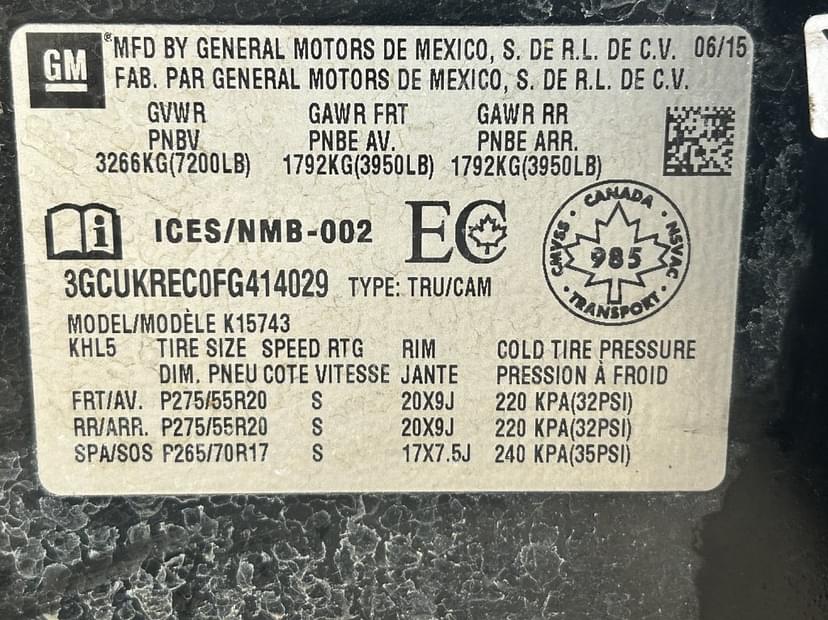 GM ® MFD BY GENERAL MOTORS DE MEXICO, S. DE R.L. DE C.V. 06/15
FAB. PAR GENERAL MOTORS DE MEXICO, S. DE R.L. DE C.V.
GVWR GAWR FRT GAWR RR
PNBV PNBE AV. PNBE ARR.
3266KG(7200LB) 1792KG(3950LB) 1792KG(3950LB)
i ICES/NMB-002 EC
CANADA
CMVSS 985 NSVAC
TRANSPORT
3GCUKREC0FG414029 TYPE: TRU/CAM
MODEL/MODÈLE K15743
KHL5 TIRE SIZE SPEED RTG RIM COLD TIRE PRESSURE
DIM. PNEU COTE VITESSE JANTE PRESSION À FROID
FRT/AV. P275/55R20 S 20X9J 220 KPA(32PSI)
RR/ARR. P275/55R20 S 20X9J 220 KPA(32PSI)
SPA/SOS P265/70R17 S 17X7.5J 240 KPA(35PSI)